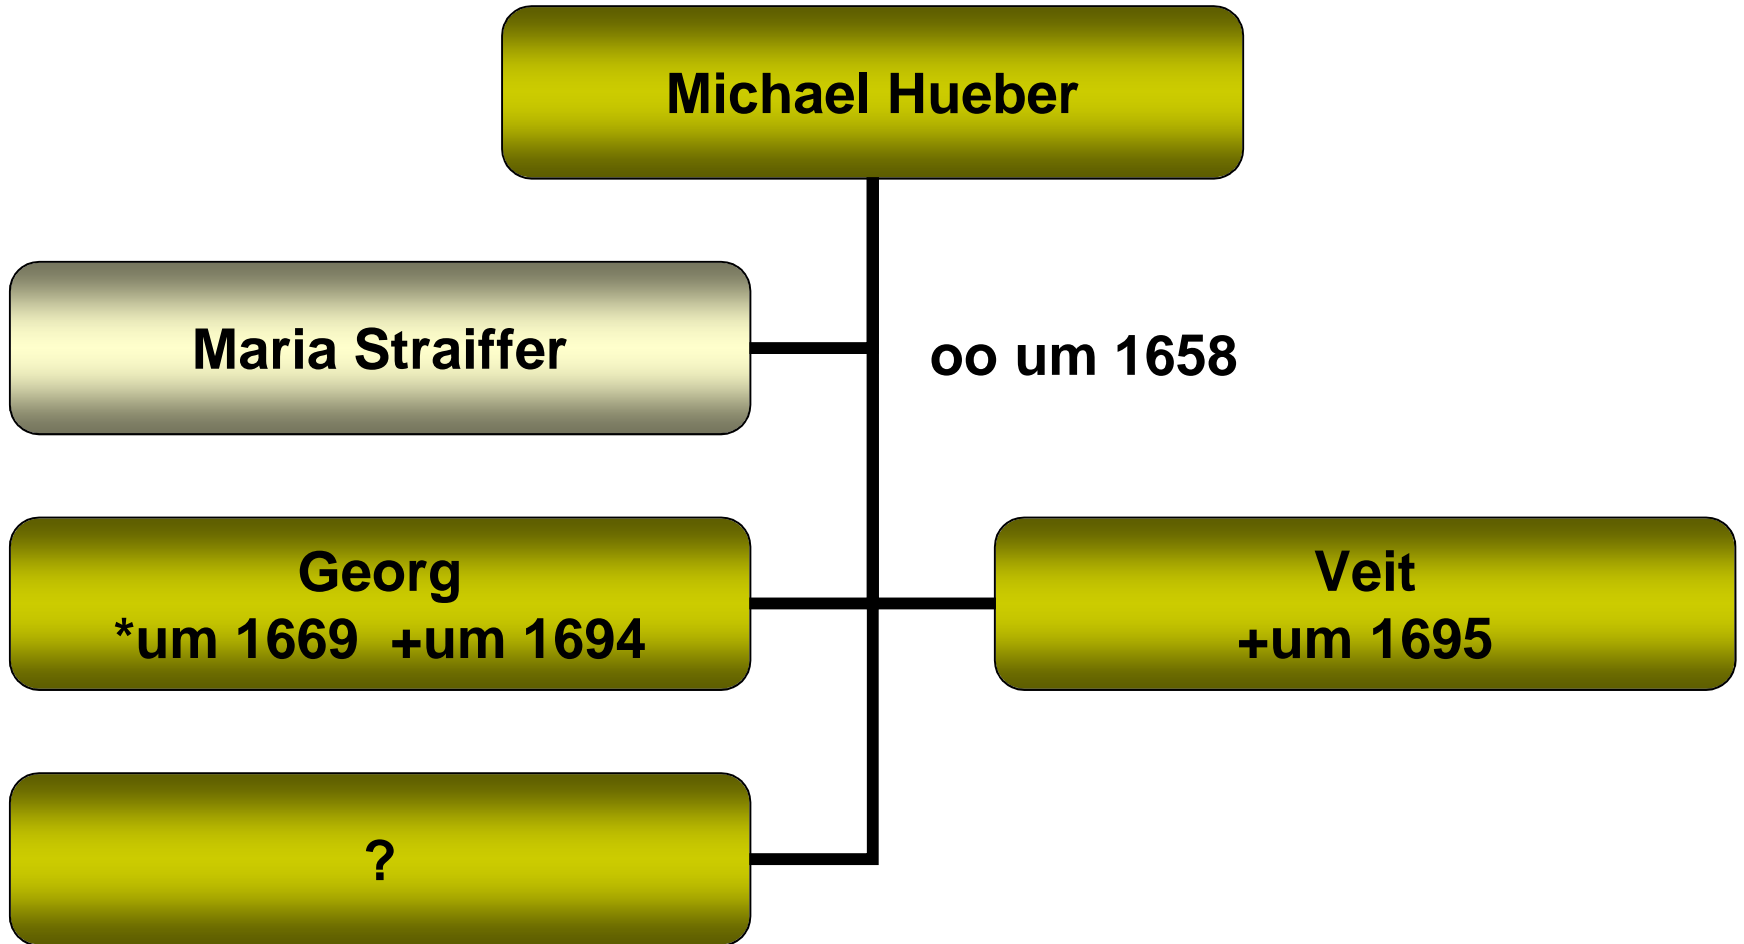 Michael Hueber
Maria Straiffer
oo um 1658
Georg
*um 1669  +um 1694
Veit
+um 1695
?